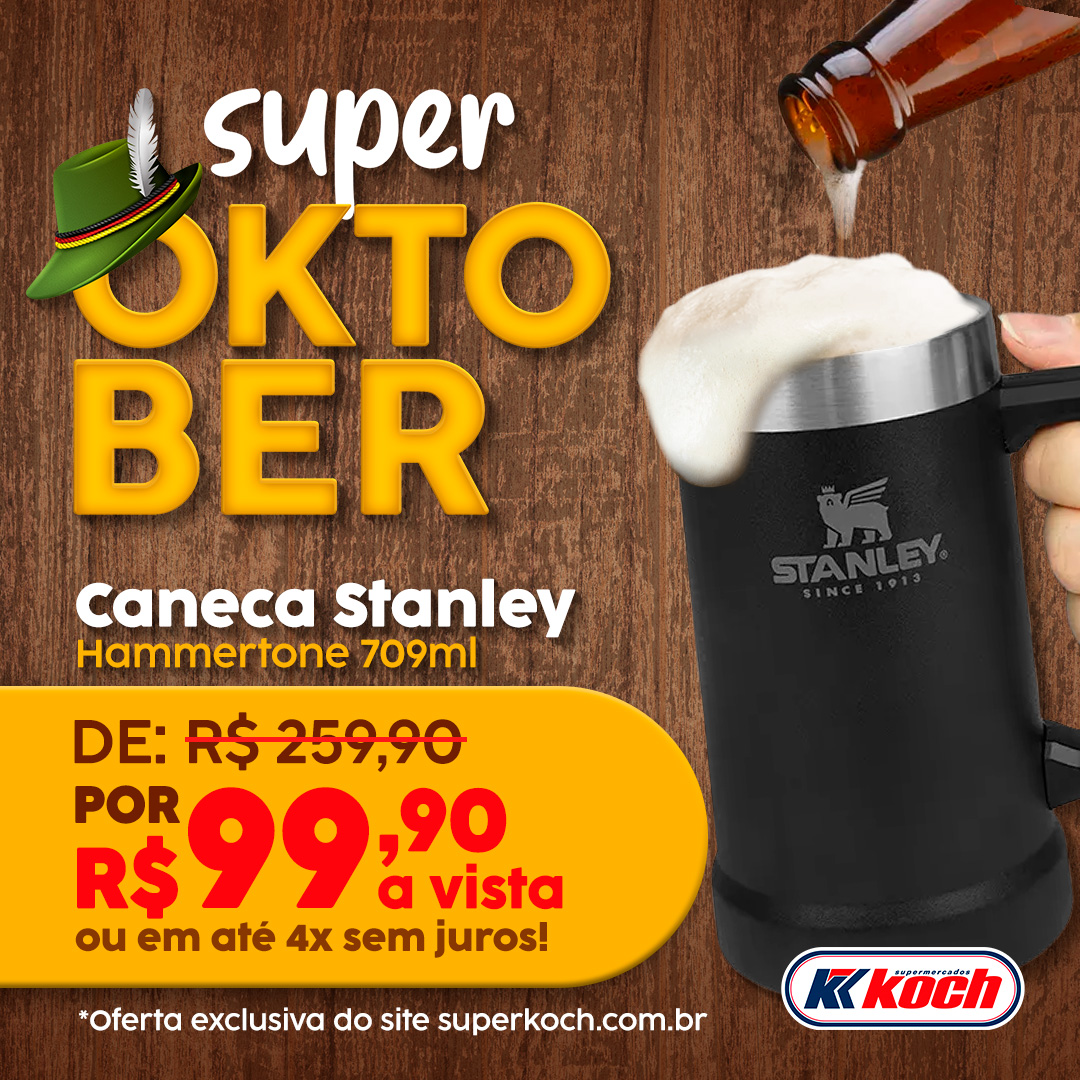 super
OKTO
BER
Caneca Stanley
Hammertone 709ml
DE: R$ 259,90
POR
R$ 99,90
a vista
ou em até 4x sem juros!
STANLEY®
SINCE 1913
supermercados
K Koch
*Oferta exclusiva do site superkoch.com.br